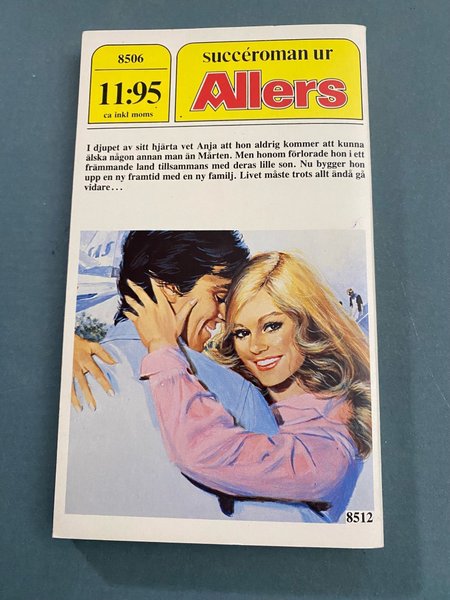 8506
11:95
ca inkl moms
succéroman ur
Allers
I djupet av sitt hjärta vet Anja att hon aldrig kommer att kunna
älska någon annan man än Mårten. Men honom förlorade hon i ett
främmande land tillsammans med deras lille son. Nu bygger hon
upp en ny framtid med en ny familj. Livet måste trots allt ändå gå
vidare...
8512